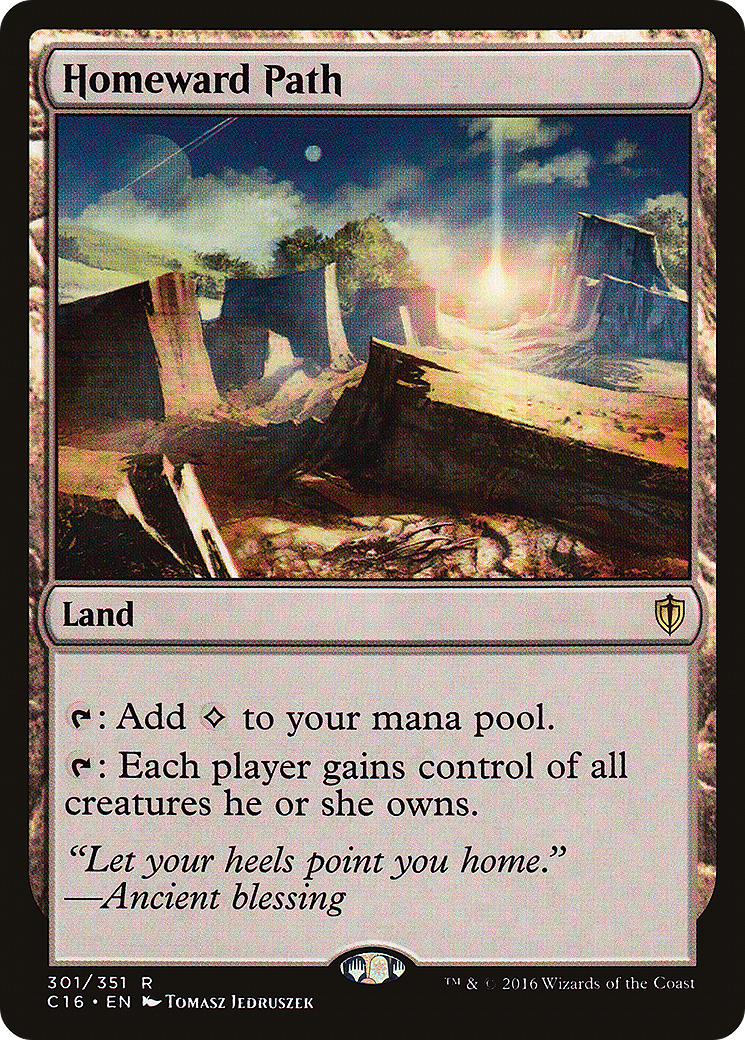 Homeward Path
Land
: Add to your mana pool.
: Each player gains control of all
creatures he or she owns.
“Let your heels point you home.”
—Ancient blessing
301/351 R
C16 • EN Tomasz Jedruszek
™ & © 2016 Wizards of the Coast